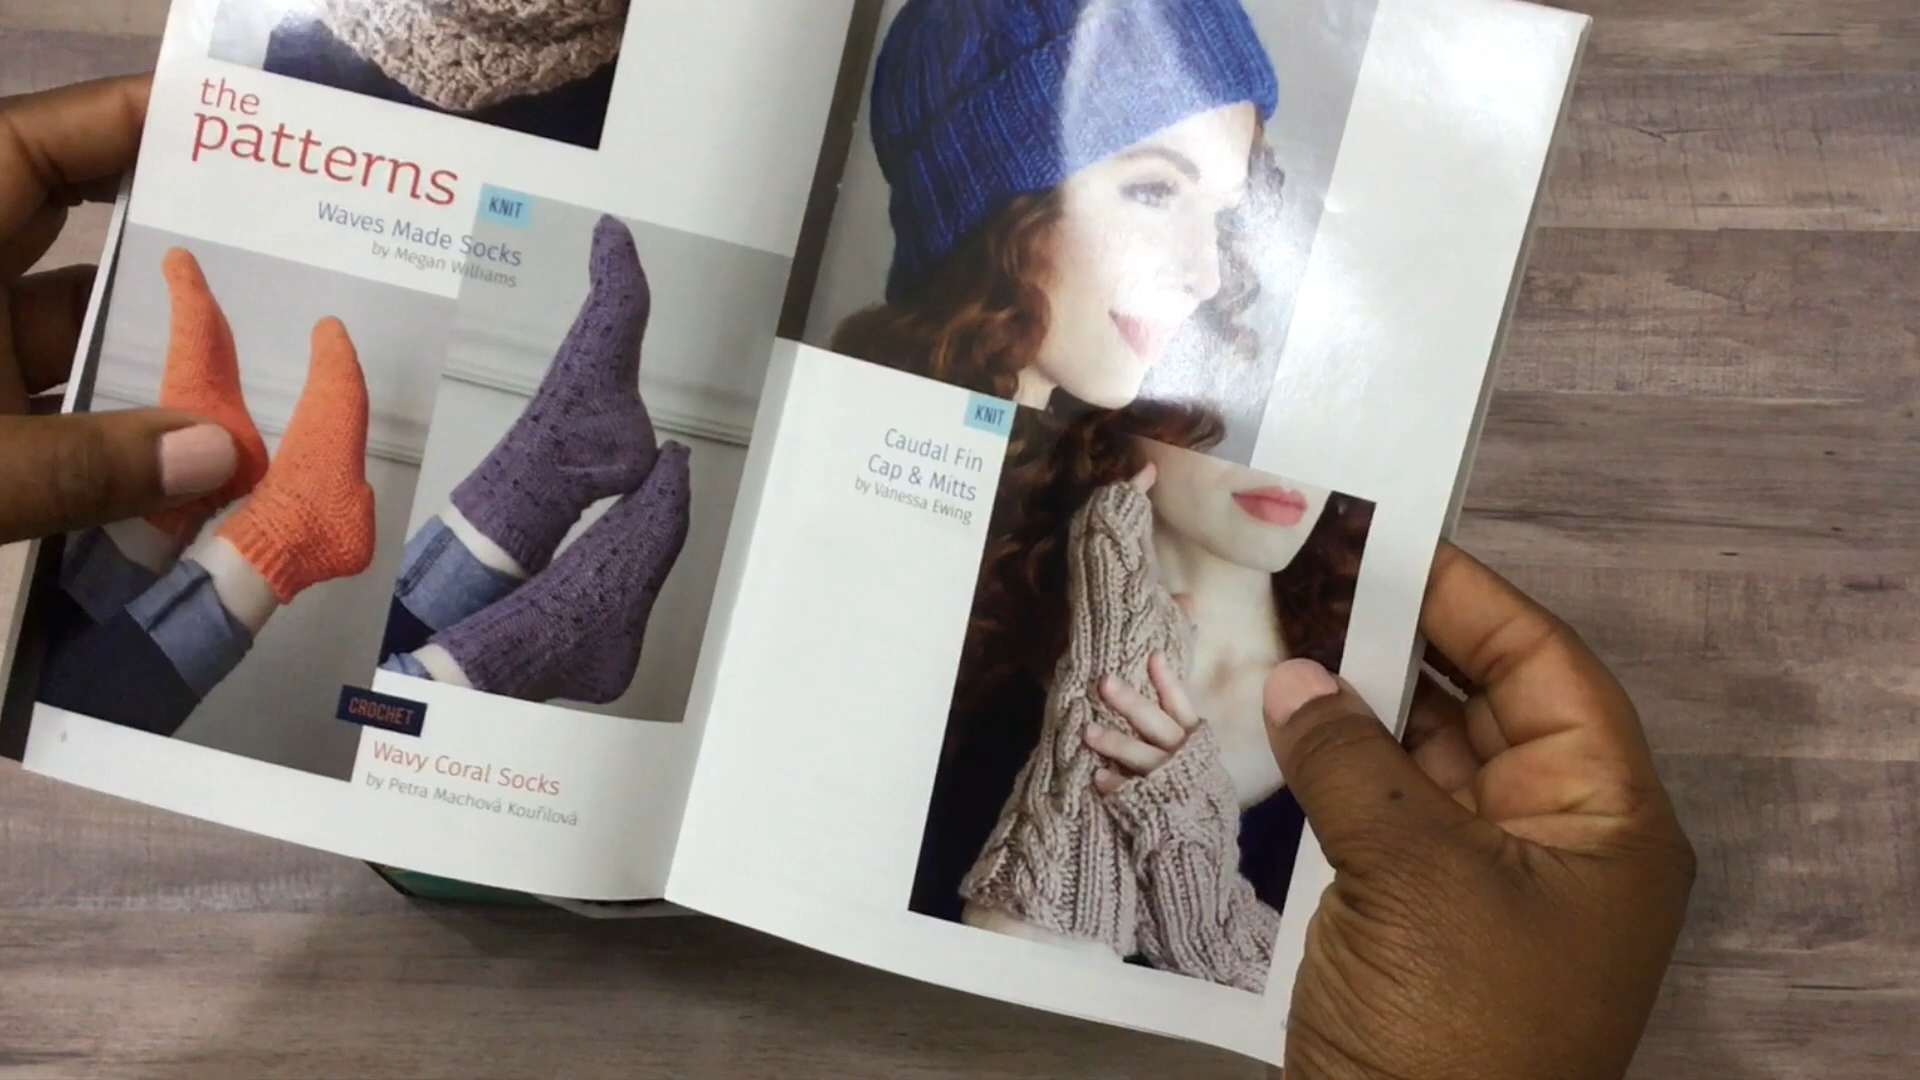 the
patterns
KNIT
Waves Made Socks
by Megan Williams
CROCHET
Wavy Coral Socks
by Petra Machová Kouřilová
KNIT
Caudal Fin
Cap & Mitts
by Vanessa Ewing